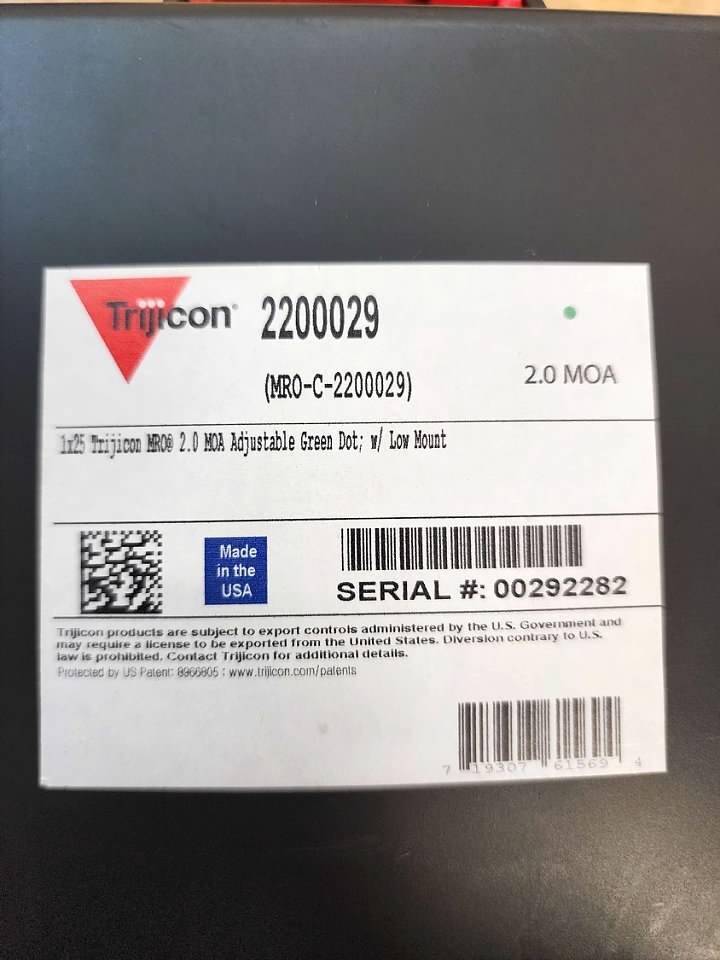 Trijicon® 2200029
(MRO-C-2200029)
2.0 MOA
1x25 Trijicon MRO® 2.0 MOA Adjustable Green Dot; w/ Low Mount
Made
in the
USA
SERIAL #: 00292282
Trijicon products are subject to export controls administered by the U.S. Government and
may require a license to be exported from the United States. Diversion contrary to U.S.
law is prohibited. Contact Trijicon for additional details.
Protected by US Patent: 8966805 ; www.trijicon.com/patents
7 19307 61569 4